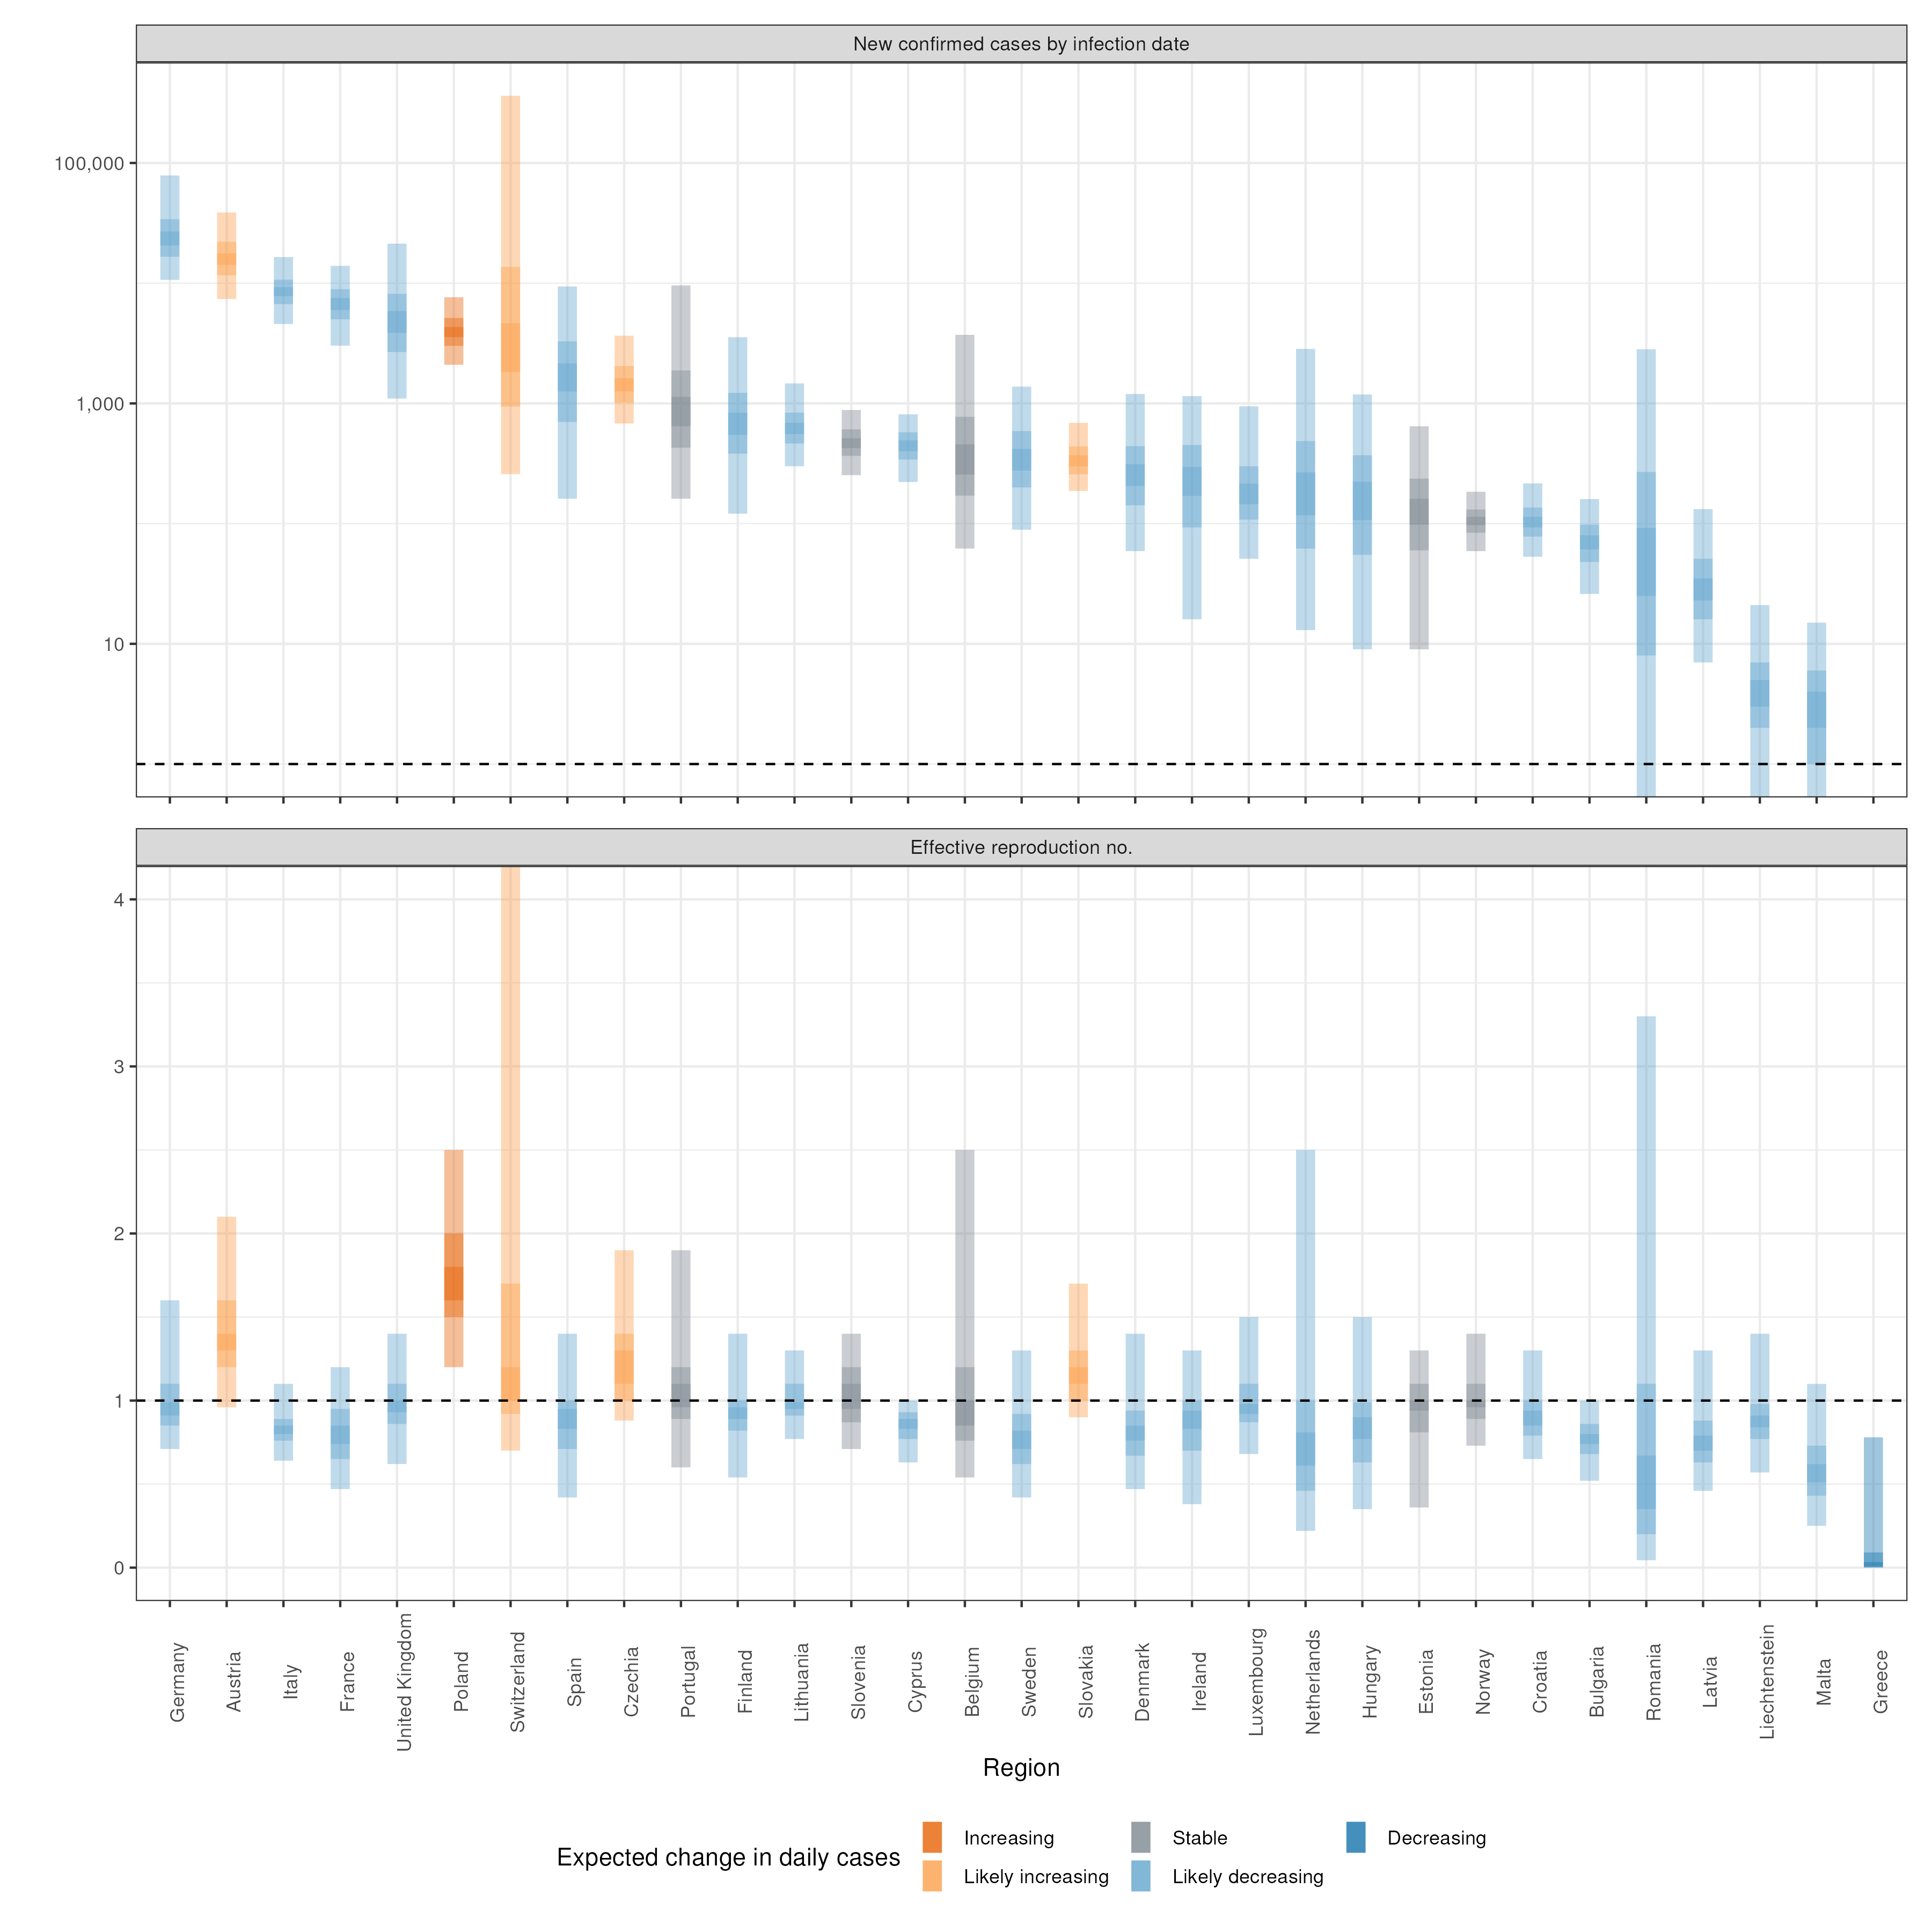 New confirmed cases by infection date
100,000
1,000
10
Effective reproduction no.
4
3
2
1
0
Germany
Austria
Italy
France
United Kingdom
Poland
Switzerland
Spain
Czechia
Portugal
Finland
Lithuania
Slovenia
Cyprus
Belgium
Sweden
Slovakia
Denmark
Ireland
Luxembourg
Netherlands
Hungary
Estonia
Norway
Croatia
Bulgaria
Romania
Latvia
Liechtenstein
Malta
Greece
Region
Expected change in daily cases
Increasing
Likely increasing
Stable
Likely decreasing
Decreasing